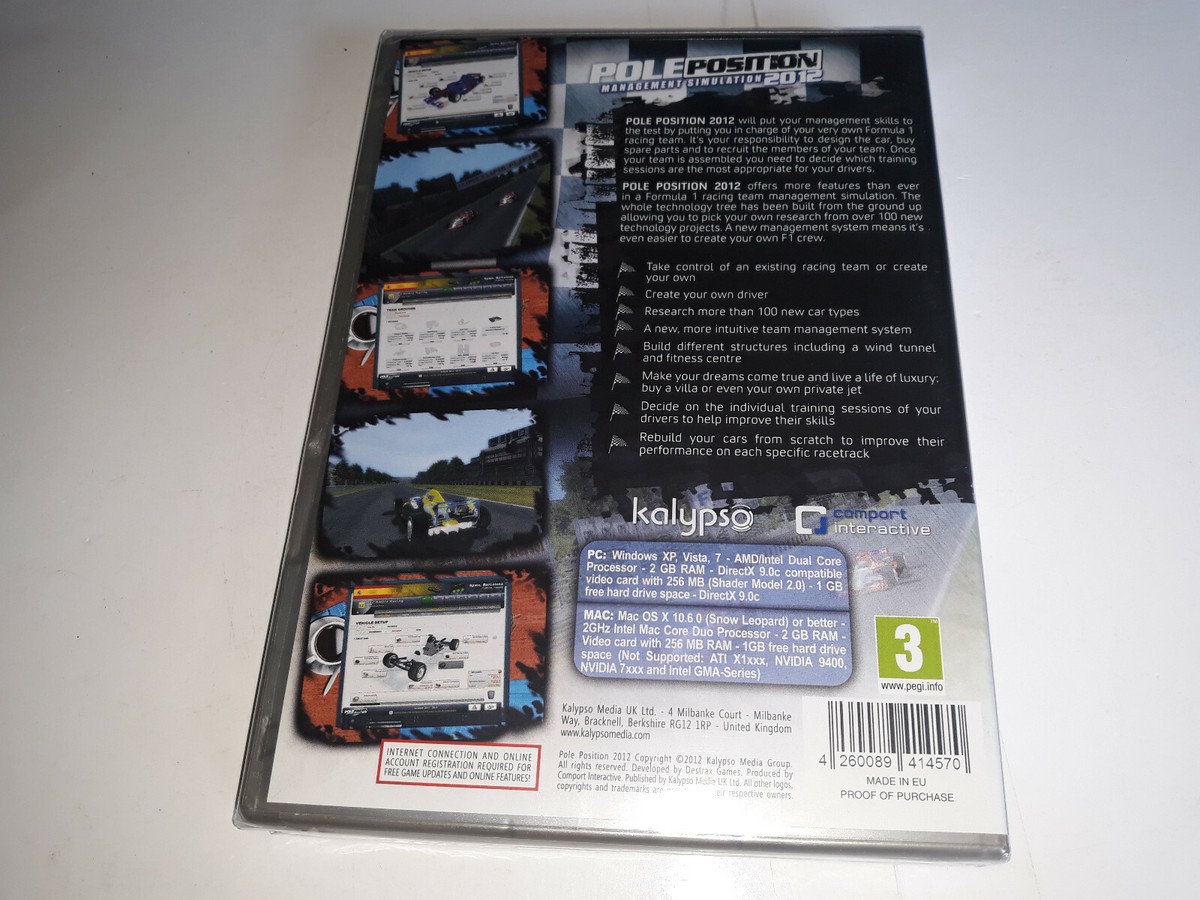 POLE POSITION
MANAGEMENT SIMULATION 2012
POLE POSITION 2012 will put your management skills to
the test by putting you in charge of your very own Formula 1
racing team. It's your responsibility to design the car, buy
spare parts and to recruit the members of your team. Once
your team is assembled you need to decide which training
sessions are the most appropriate for your drivers.
POLE POSITION 2012 offers more features than ever
in a Formula 1 racing team management simulation. The
whole technology tree has been built from the ground up
allowing you to pick your own research from over 100 new
technology projects. A new management system means it's
even easier to create your own F1 crew.
Take control of an existing racing team or create
your own
Create your own driver
Research more than 100 new car types
A new, more intuitive team management system
Build different structures including a wind tunnel
and fitness centre
Make your dreams come true and live a life of luxury:
buy a villa or even your own private jet
Decide on the individual training sessions of your
drivers to help improve their skills
Rebuild your cars from scratch to improve their
performance on each specific racetrack
kalypso
comport
interactive
PC: Windows XP, Vista, 7 - AMD/Intel Dual Core
Processor - 2 GB RAM - DirectX 9.0c compatible
video card with 256 MB (Shader Model 2.0) - 1 GB
free hard drive space - DirectX 9.0c
MAC: Mac OS X 10.6.0 (Snow Leopard) or better -
2GHz Intel Mac Core Duo Processor - 2 GB RAM -
Video card with 256 MB RAM - 1GB free hard drive
space (Not Supported: ATI X1xxx, NVIDIA 9400,
NVIDIA 7xxx and Intel GMA-Series)
3
™
www.pegi.info
VEHICLE SETUP
INTERNET CONNECTION AND ONLINE
ACCOUNT REGISTRATION REQUIRED FOR
FREE GAME UPDATES AND ONLINE FEATURES!
Kalypso Media UK Ltd. - 4 Milbanke Court - Milbanke
Way, Bracknell, Berkshire RG12 1RP - United Kingdom
www.kalypsomedia.com
Pole Position 2012 Copyright ©2012 Kalypso Media Group.
All rights reserved. Developed by Destrax Games. Produced by
Comport Interactive. Published by Kalypso Media UK Ltd. All other logos,
copyrights and trademarks respective owners.
4 260089 414570
MADE IN EU
PROOF OF PURCHASE